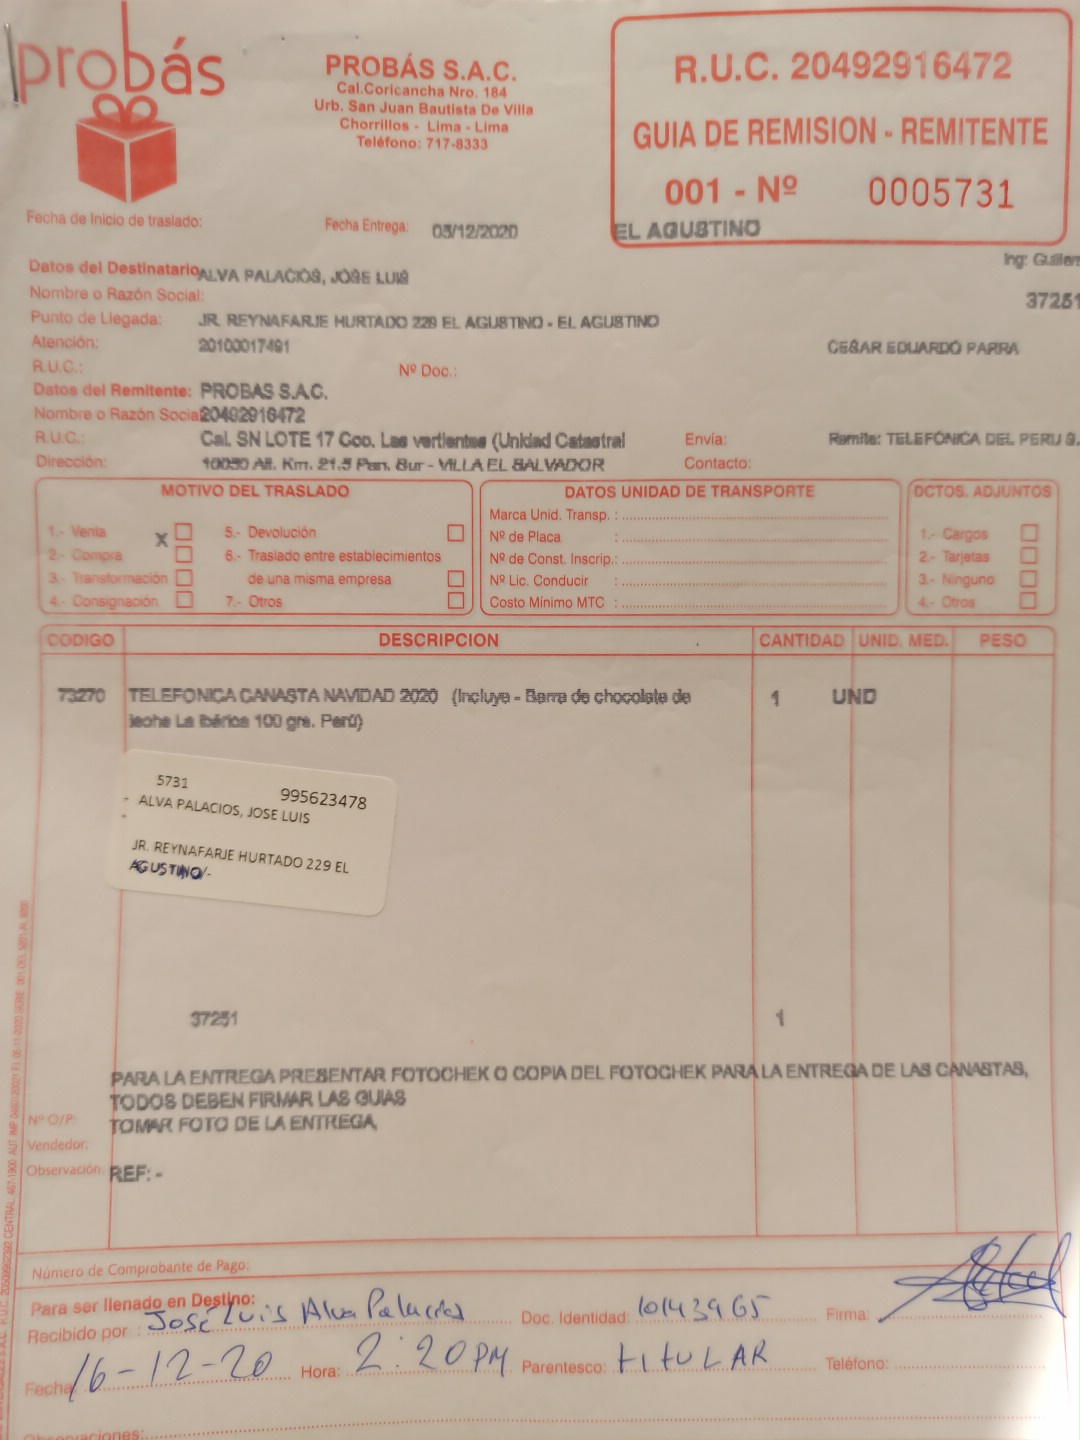 probás
PROBÁS S.A.C.
Cal.Coricancha Nro. 184
Urb. San Juan Bautista De Villa
Chorrillos - Lima - Lima
Teléfono: 717-8333
R.U.C. 20492916472
GUIA DE REMISION - REMITENTE
001 - Nº 0005731
Fecha de Inicio de traslado:
Fecha Entrega: 03/12/2020
EL AGUSTINO
Ing: Guiller
Datos del Destinatario ALVA PALACIOS, JOSE LUIS
Nombre o Razón Social:
37251
Punto de Llegada: JR. REYNAFARJE HURTADO 229 EL AGUSTINO - EL AGUSTINO
Atención: 20100017491 CESAR EDUARDO PARRA
R.U.C.: Nº Doc.:
Datos del Remitente: PROBAS S.A.C.
Nombre o Razón Social 20492916472
R.U.C.: Cal. SN LOTE 17 Coo. Las vertientes (Unidad Catastral Envía: Remite: TELEFÓNICA DEL PERU S.
Dirección: 10050 Alt. Km. 21.5 Pan. Sur - VILLA EL SALVADOR Contacto:
MOTIVO DEL TRASLADO
1.- Venta X
2.- Compra
3.- Transformación
4.- Consignación
5.- Devolución
6.- Traslado entre establecimientos
de una misma empresa
7.- Otros
DATOS UNIDAD DE TRANSPORTE
Marca Unid. Transp. :
Nº de Placa :
Nº de Const. Inscrip.:
Nº Lic. Conducir :
Costo Mínimo MTC :
DCTOS. ADJUNTOS
1.- Cargos
2.- Tarjetas
3.- Ninguno
4.- Otros
CODIGO DESCRIPCION CANTIDAD UNID. MED. PESO
73270 TELEFONICA CANASTA NAVIDAD 2020 (Incluye - Barra de chocolate de 1 UND
leche La Ibérica 100 grs. Perú)
5731 995623478
- ALVA PALACIOS, JOSE LUIS
-
JR. REYNAFARJE HURTADO 229 EL
AGUSTINO/-
37251 1
PARA LA ENTREGA PRESENTAR FOTOCHEK O COPIA DEL FOTOCHEK PARA LA ENTREGA DE LAS CANASTAS,
TODOS DEBEN FIRMAR LAS GUIAS
Nº O/P: TOMAR FOTO DE LA ENTREGA,
Vendedor:
Observación: REF: -
Número de Comprobante de Pago:
Para ser llenado en Destino:
Recibido por : José Luis Alva Palacios Doc. Identidad: 10143965 Firma:
Fecha: 16-12-20 Hora: 2:20 PM Parentesco: TITULAR Teléfono:
Observaciones: